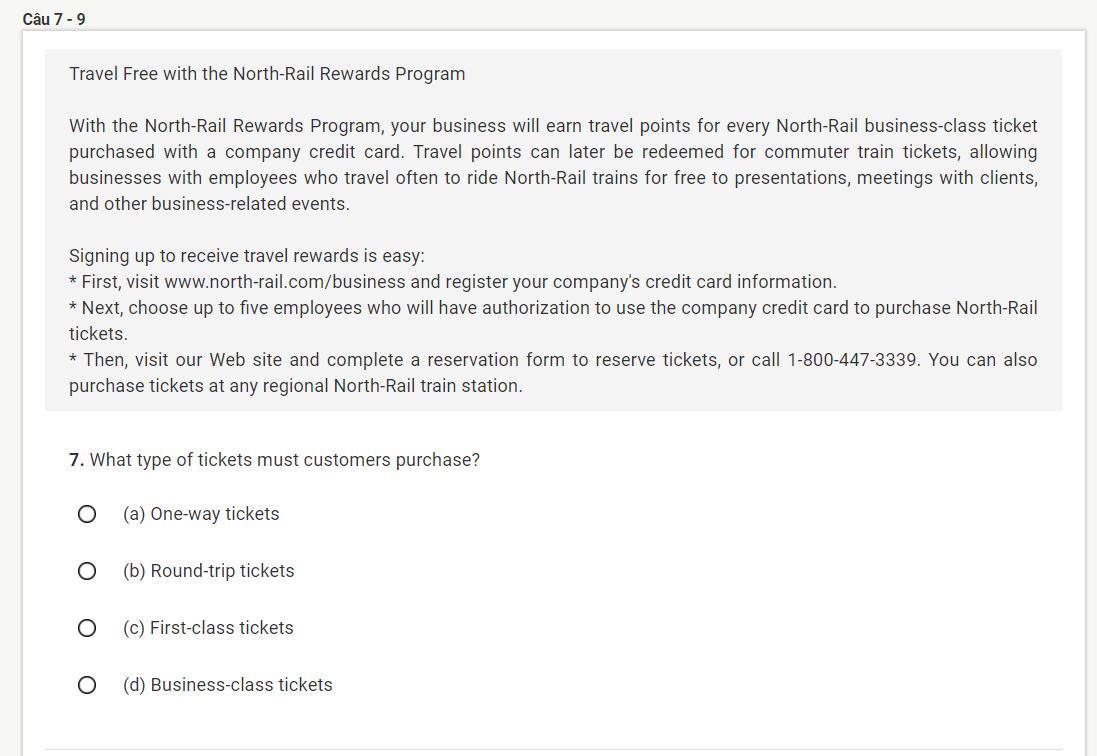 Câu 7 - 9
Travel Free with the North-Rail Rewards Program
With the North-Rail Rewards Program, your business will earn travel points for every North-Rail business-class ticket
purchased with a company credit card. Travel points can later be redeemed for commuter train tickets, allowing
businesses with employees who travel often to ride North-Rail trains for free to presentations, meetings with clients,
and other business-related events.
Signing up to receive travel rewards is easy:
* First, visit www.north-rail.com/business and register your company's credit card information.
* Next, choose up to five employees who will have authorization to use the company credit card to purchase North-Rail
tickets.
* Then, visit our Web site and complete a reservation form to reserve tickets, or call 1-800-447-3339. You can also
purchase tickets at any regional North-Rail train station.
7. What type of tickets must customers purchase?
(a) One-way tickets
(b) Round-trip tickets
(c) First-class tickets
(d) Business-class tickets